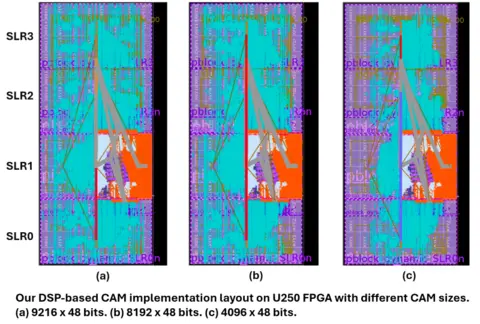 SLR3
SLR2
SLR1
SLR0
(a)
(b)
(c)
Our DSP-based CAM implementation layout on U250 FPGA with different CAM sizes.
(a) 9216 x 48 bits. (b) 8192 x 48 bits. (c) 4096 x 48 bits.